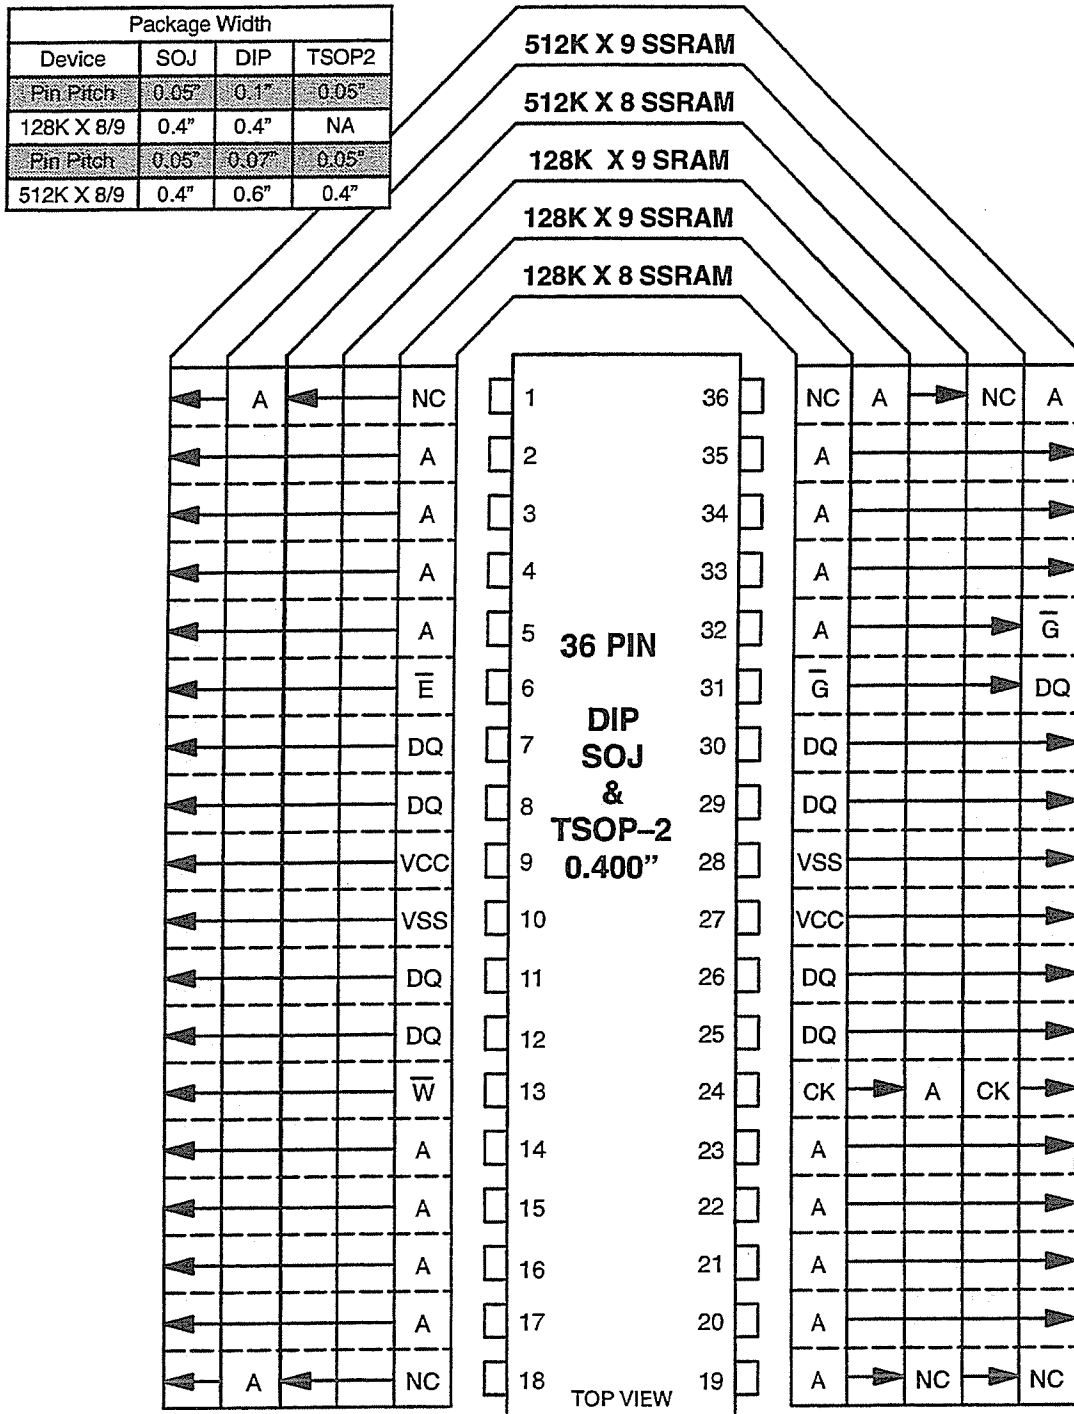 Package Width
Device SOJ DIP TSOP2
Pin Pitch 0.05" 0.1" 0.05"
128K X 8/9 0.4" 0.4" NA
Pin Pitch 0.05" 0.07" 0.05"
512K X 8/9 0.4" 0.6" 0.4"
512K X 9 SSRAM
512K X 8 SSRAM
128K X 9 SRAM
128K X 9 SSRAM
128K X 8 SSRAM
A NC 1 36 NC A NC A
A 2 35 A
A 3 34 A
A 4 33 A
A 5 32 A G̅
E̅ 6 31 G̅ DQ
DQ 7 30 DQ
DQ 8 29 DQ
VCC 9 28 VSS
VSS 10 27 VCC
DQ 11 26 DQ
DQ 12 25 DQ
W̅ 13 24 CK A CK
A 14 23 A
A 15 22 A
A 16 21 A
A 17 20 A
A NC 18 19 A NC NC
36 PIN
DIP
SOJ
&
TSOP–2
0.400"
TOP VIEW